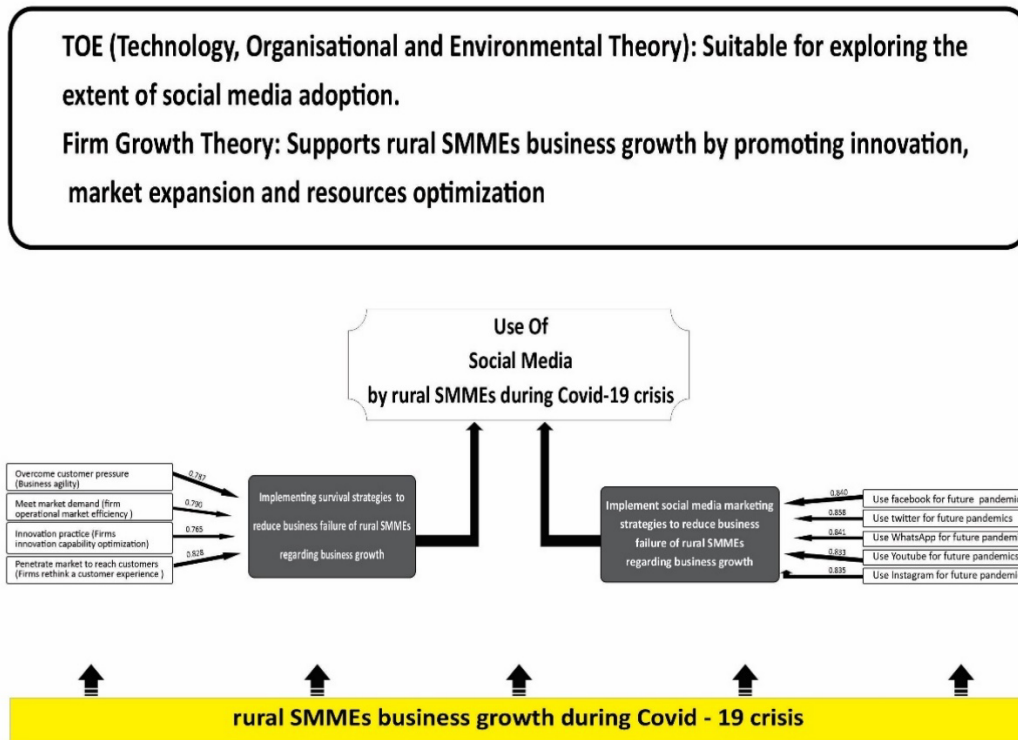 TOE (Technology, Organisational and Environmental Theory): Suitable for exploring the
extent of social media adoption.
Firm Growth Theory: Supports rural SMMEs business growth by promoting innovation,
market expansion and resources optimization
Use Of
Social Media
by rural SMMEs during Covid-19 crisis
Overcome customer pressure
(Business agility)
0.787
Meet market demand (firm
operational market efficiency )
0.790
Innovation practice (Firms
innovation capability optimization)
0.765
Penetrate market to reach customers
(Firms rethink a customer experience )
0.828
Implementing survival strategies to
reduce business failure of rural SMMEs
regarding business growth
Implement social media marketing
strategies to reduce business
failure of rural SMMEs
regarding business growth
0.840
Use facebook for future pandemic
0.858
Use twitter for future pandemics
0.841
Use WhatsApp for future pandemi
0.833
Use Youtube for future pandemics
0.835
Use Instagram for future pandemic
rural SMMEs business growth during Covid - 19 crisis